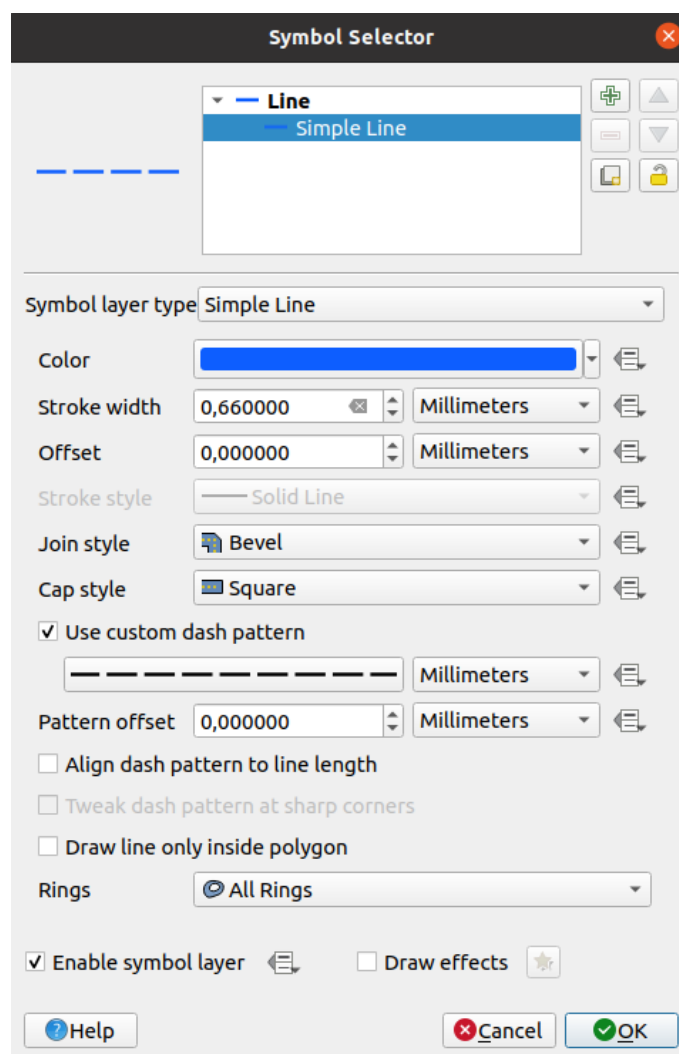 Symbol Selector
Line
Simple Line
Symbol layer type Simple Line
Color
Stroke width 0,660000 Millimeters
Offset 0,000000 Millimeters
Stroke style Solid Line
Join style Bevel
Cap style Square
Use custom dash pattern
Millimeters
Pattern offset 0,000000 Millimeters
Align dash pattern to line length
Tweak dash pattern at sharp corners
Draw line only inside polygon
Rings All Rings
Enable symbol layer Draw effects
Help Cancel OK